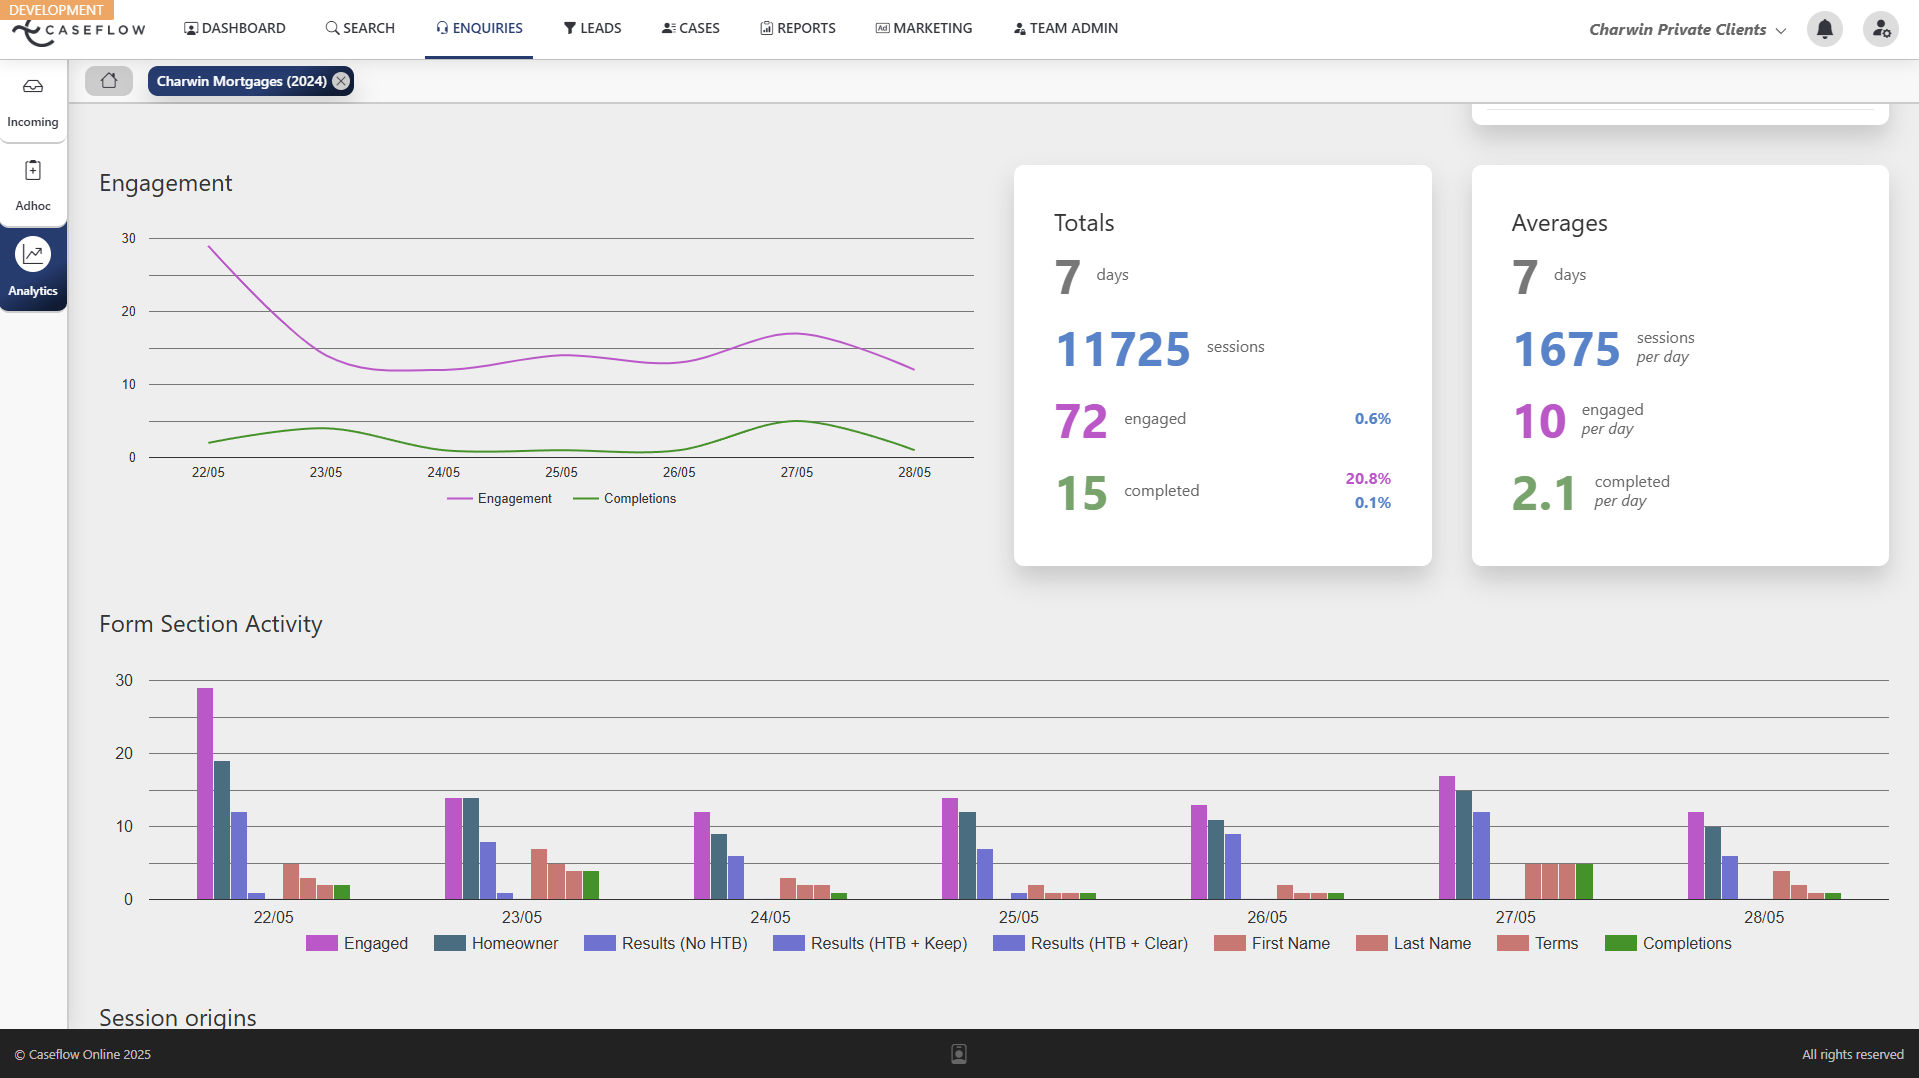 DEVELOPMENT
CASEFLOW
DASHBOARD
SEARCH
ENQUIRIES
LEADS
CASES
REPORTS
Ad MARKETING
TEAM ADMIN
Charwin Private Clients
Charwin Mortgages (2024)
Incoming
Adhoc
Analytics
Engagement
30
20
10
0
22/05 23/05 24/05 25/05 26/05 27/05 28/05
Engagement Completions
Totals
7 days
11725 sessions
72 engaged 0.6%
15 completed 20.8%
0.1%
Averages
7 days
1675 sessions
per day
10 engaged
per day
2.1 completed
per day
Form Section Activity
30
20
10
0
22/05 23/05 24/05 25/05 26/05 27/05 28/05
Engaged Homeowner Results (No HTB) Results (HTB + Keep) Results (HTB + Clear) First Name Last Name Terms Completions
Session origins
© Caseflow Online 2025
All rights reserved